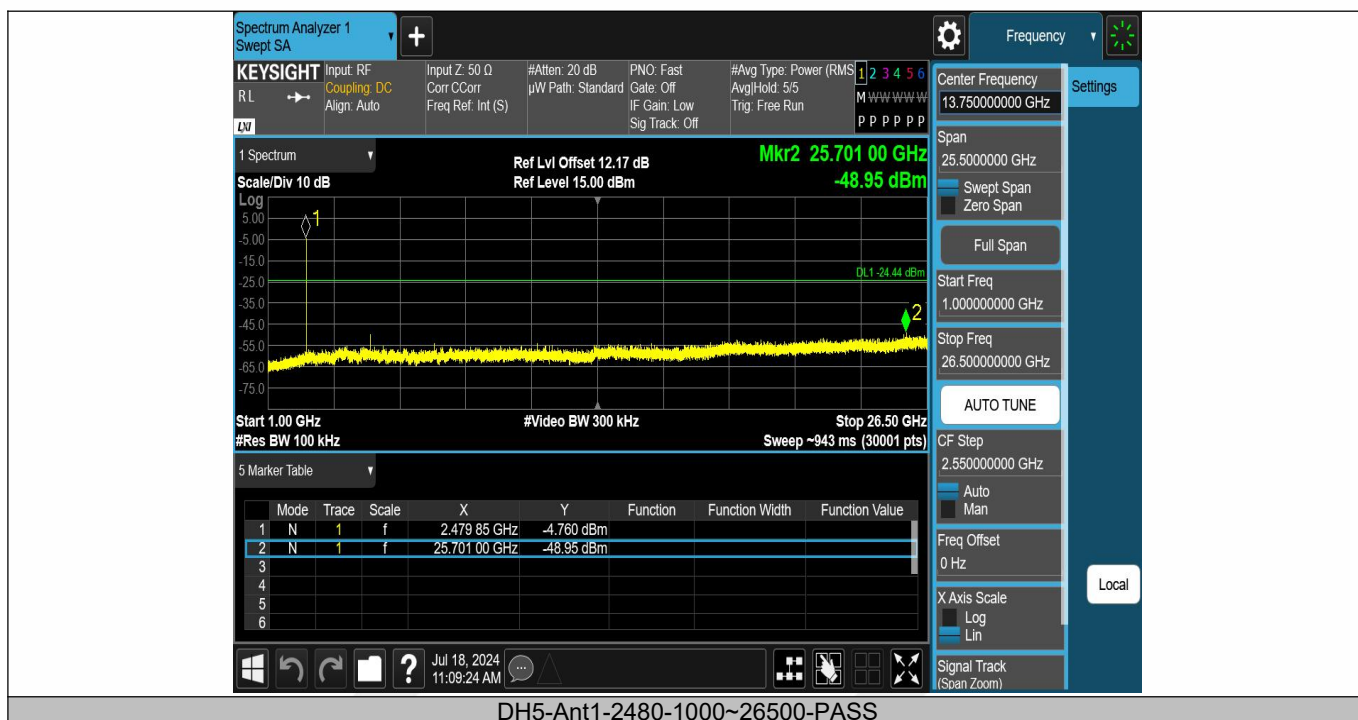 Spectrum Analyzer 1
Swept SA
+
Frequency
KEYSIGHT
RL
LXI
Input: RF
Coupling: DC
Align: Auto
Input Z: 50 Ω
Corr CCorr
Freq Ref: Int (S)
#Atten: 20 dB
µW Path: Standard
PNO: Fast
Gate: Off
IF Gain: Low
Sig Track: Off
#Avg Type: Power (RMS
Avg|Hold: 5/5
Trig: Free Run
1 2 3 4 5 6
M W W W W W
P P P P P P
1 Spectrum
Scale/Div 10 dB
Ref Lvl Offset 12.17 dB
Ref Level 15.00 dBm
Mkr2 25.701 00 GHz
-48.95 dBm
Log
5.00
-5.00
-15.0
-25.0
-35.0
-45.0
-55.0
-65.0
-75.0
1
DL1 -24.44 dBm
2
Start 1.00 GHz
#Video BW 300 kHz
Stop 26.50 GHz
#Res BW 100 kHz
Sweep ~943 ms (30001 pts)
5 Marker Table
Mode Trace Scale X Y Function Function Width Function Value
1 N 1 f 2.479 85 GHz -4.760 dBm
2 N 1 f 25.701 00 GHz -48.95 dBm
3
4
5
6
Jul 18, 2024
11:09:24 AM
?
Center Frequency
13.750000000 GHz
Settings
Span
25.5000000 GHz
Swept Span
Zero Span
Full Span
Start Freq
1.000000000 GHz
Stop Freq
26.500000000 GHz
AUTO TUNE
CF Step
2.550000000 GHz
Auto
Man
Freq Offset
0 Hz
X Axis Scale
Log
Lin
Local
Signal Track
(Span Zoom)
DH5-Ant1-2480-1000~26500-PASS